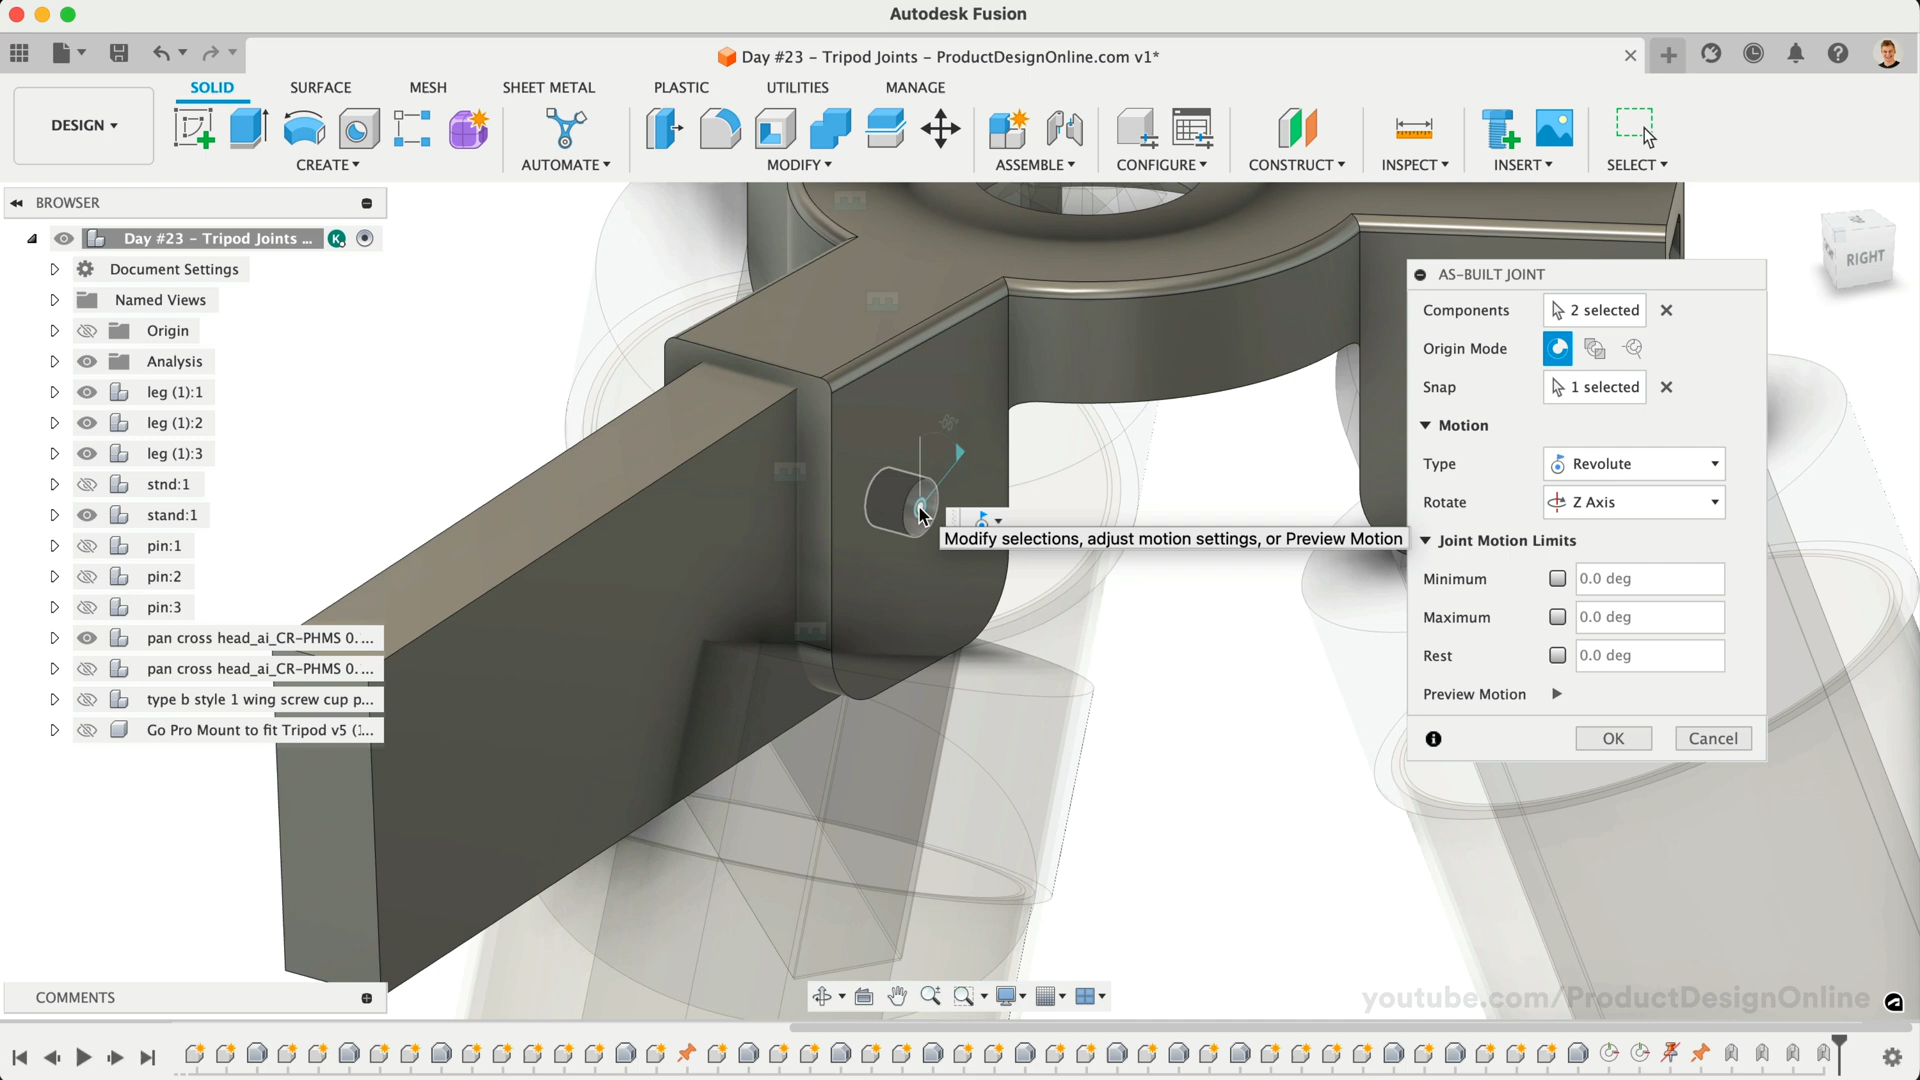 Autodesk Fusion
Day #23 – Tripod Joints – ProductDesignOnline.com v1*
SOLID SURFACE MESH SHEET METAL PLASTIC UTILITIES MANAGE
DESIGN
CREATE AUTOMATE MODIFY ASSEMBLE CONFIGURE CONSTRUCT INSPECT INSERT SELECT
BROWSER
Day #23 – Tripod Joints ...
K
Document Settings
Named Views
Origin
Analysis
leg (1):1
leg (1):2
leg (1):3
stnd:1
stand:1
pin:1
pin:2
pin:3
pan cross head_ai_CR-PHMS 0....
pan cross head_ai_CR-PHMS 0....
type b style 1 wing screw cup p...
Go Pro Mount to fit Tripod v5 (1...
COMMENTS
RIGHT
Modify selections, adjust motion settings, or Preview Motion
AS-BUILT JOINT
Components 2 selected
Origin Mode
Snap 1 selected
Motion
Type Revolute
Rotate Z Axis
Joint Motion Limits
Minimum 0.0 deg
Maximum 0.0 deg
Rest 0.0 deg
Preview Motion
OK Cancel
youtube.com/ProductDesignOnline